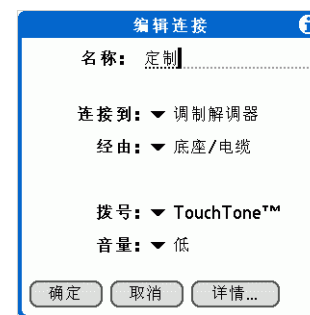 编辑连接
名称: 定制
连接到: 调制解调器
经由: 底座/电缆
拨号: TouchTone™
音量: 低
确定 取消 详情...